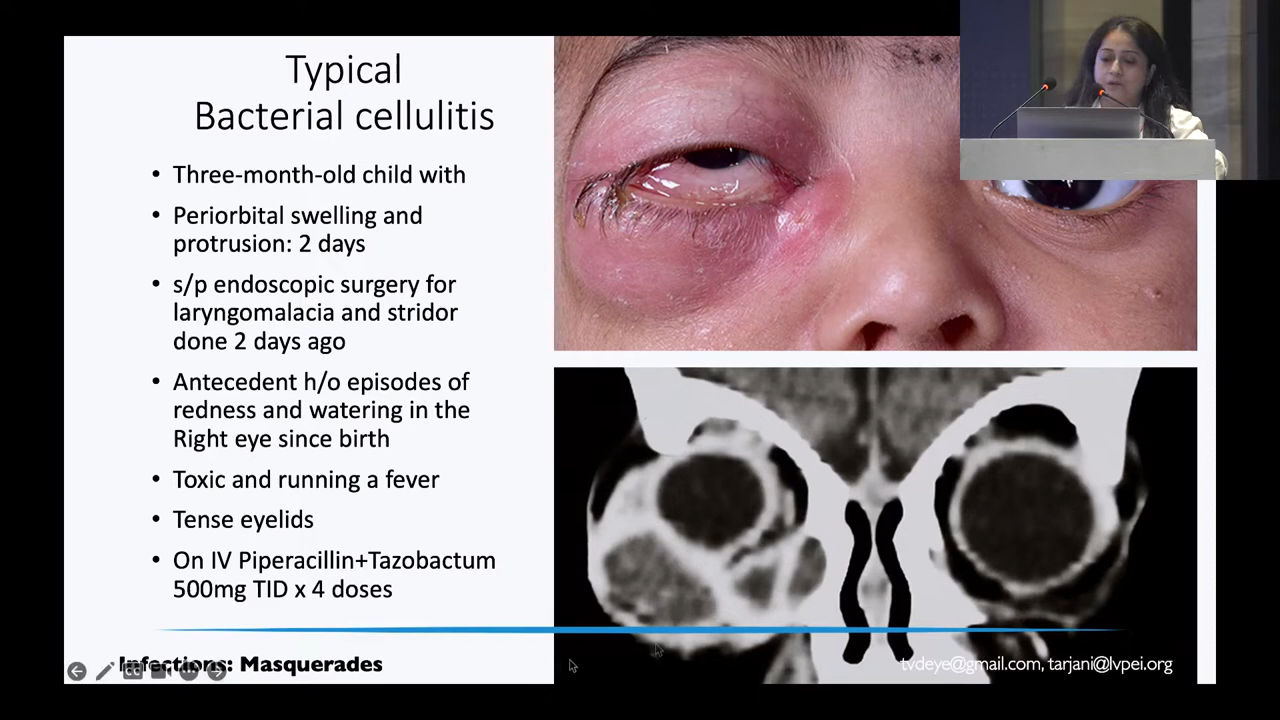 Typical
Bacterial cellulitis
• Three-month-old child with
• Periorbital swelling and
protrusion: 2 days
• s/p endoscopic surgery for
laryngomalacia and stridor
done 2 days ago
• Antecedent h/o episodes of
redness and watering in the
Right eye since birth
• Toxic and running a fever
• Tense eyelids
• On IV Piperacillin+Tazobactum
500mg TID x 4 doses
Infections: Masquerades
tvdeye@gmail.com, tarjani@lvpei.org